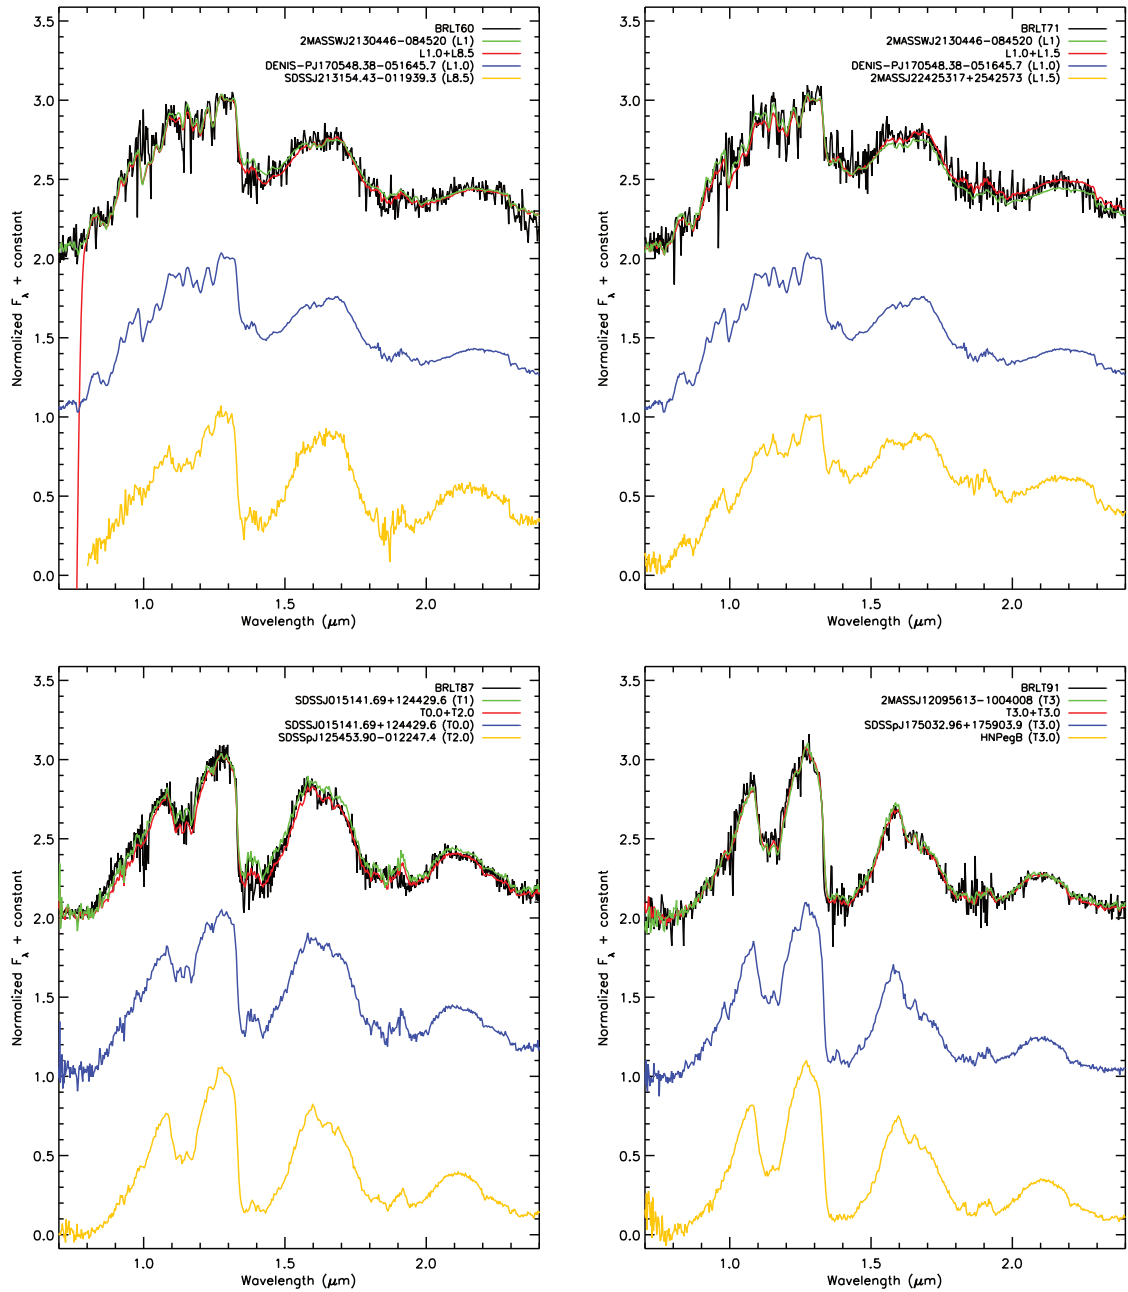 BRLT60
2MASSWJ2130446-084520 (L1)
L1.0+L8.5
DENIS-PJ170548.38-051645.7 (L1.0)
SDSSJ213154.43-011939.3 (L8.5)
3.5
3.0
2.5
2.0
1.5
1.0
0.5
0.0
Normalized Fλ + constant
1.0 1.5 2.0
Wavelength (μm)
BRLT71
2MASSWJ2130446-084520 (L1)
L1.0+L1.5
DENIS-PJ170548.38-051645.7 (L1.0)
2MASSJ22425317+2542573 (L1.5)
3.5
3.0
2.5
2.0
1.5
1.0
0.5
0.0
Normalized Fλ + constant
1.0 1.5 2.0
Wavelength (μm)
BRLT87
SDSSJ015141.69+124429.6 (T1)
T0.0+T2.0
SDSSJ015141.69+124429.6 (T0.0)
SDSSpJ125453.90-012247.4 (T2.0)
3.5
3.0
2.5
2.0
1.5
1.0
0.5
0.0
Normalized Fλ + constant
1.0 1.5 2.0
Wavelength (μm)
BRLT91
2MASSJ12095613-1004008 (T3)
T3.0+T3.0
SDSSpJ175032.96+175903.9 (T3.0)
HNPegB (T3.0)
3.5
3.0
2.5
2.0
1.5
1.0
0.5
0.0
Normalized Fλ + constant
1.0 1.5 2.0
Wavelength (μm)